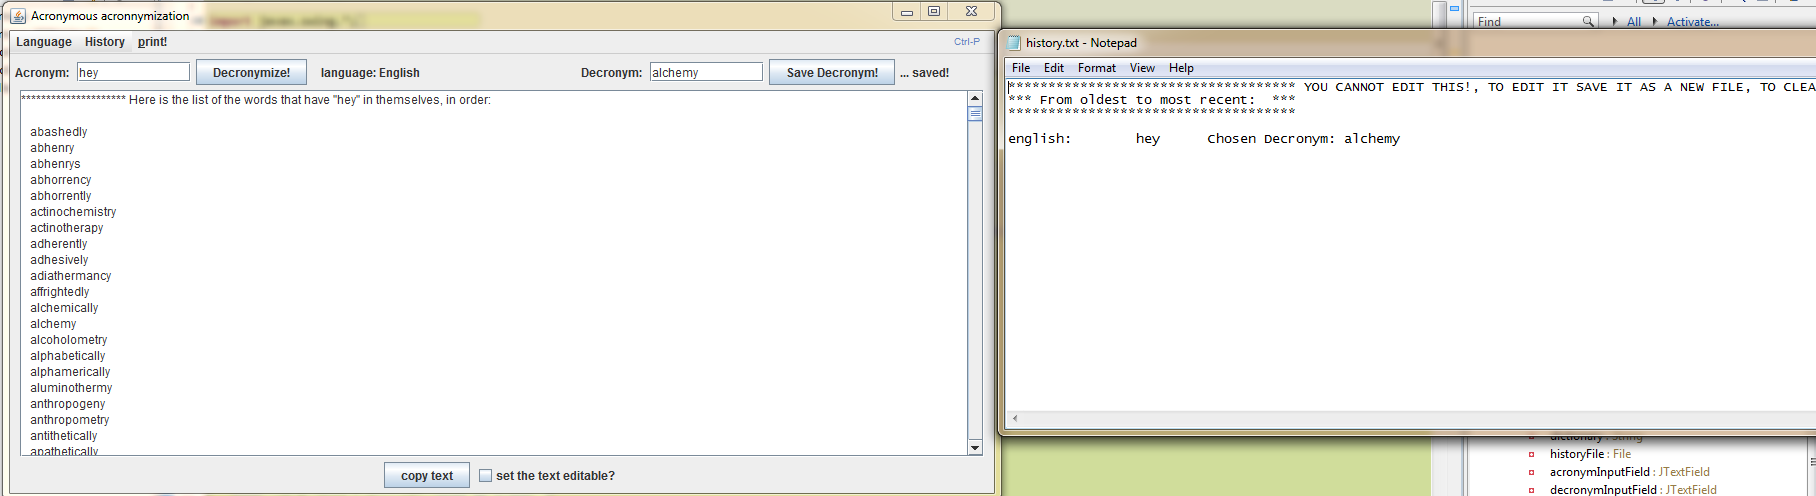 Acronymous acronnymization
Language History print! Ctrl-P
Acronym: hey Decronymize! language: English Decronym: alchemy Save Decronym! ... saved!
********************* Here is the list of the words that have "hey" in themselves, in order:
abashedly
abhenry
abhenrys
abhorrency
abhorrently
actinochemistry
actinotherapy
adherently
adhesively
adiathermancy
affrightedly
alchemically
alchemy
alcoholometry
alphabetically
alphamerically
aluminothermy
anthropogeny
anthropometry
antithetically
apathetically
copy text set the text editable?
import
history.txt - Notepad
File Edit Format View Help
************************************ YOU CANNOT EDIT THIS!, TO EDIT IT SAVE IT AS A NEW FILE, TO CLEA
*** From oldest to most recent: ***
************************************
english: hey Chosen Decronym: alchemy
Find All Activate...
dictionary : String
historyFile : File
acronymInputField : JTextField
decronymInputField : JTextField